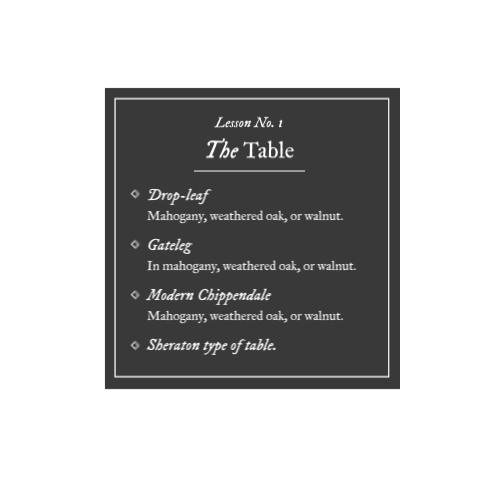 Lesson No. 1
The Table
Drop-leaf
Mahogany, weathered oak, or walnut.
Gateleg
In mahogany, weathered oak, or walnut.
Modern Chippendale
Mahogany, weathered oak, or walnut.
Sheraton type of table.